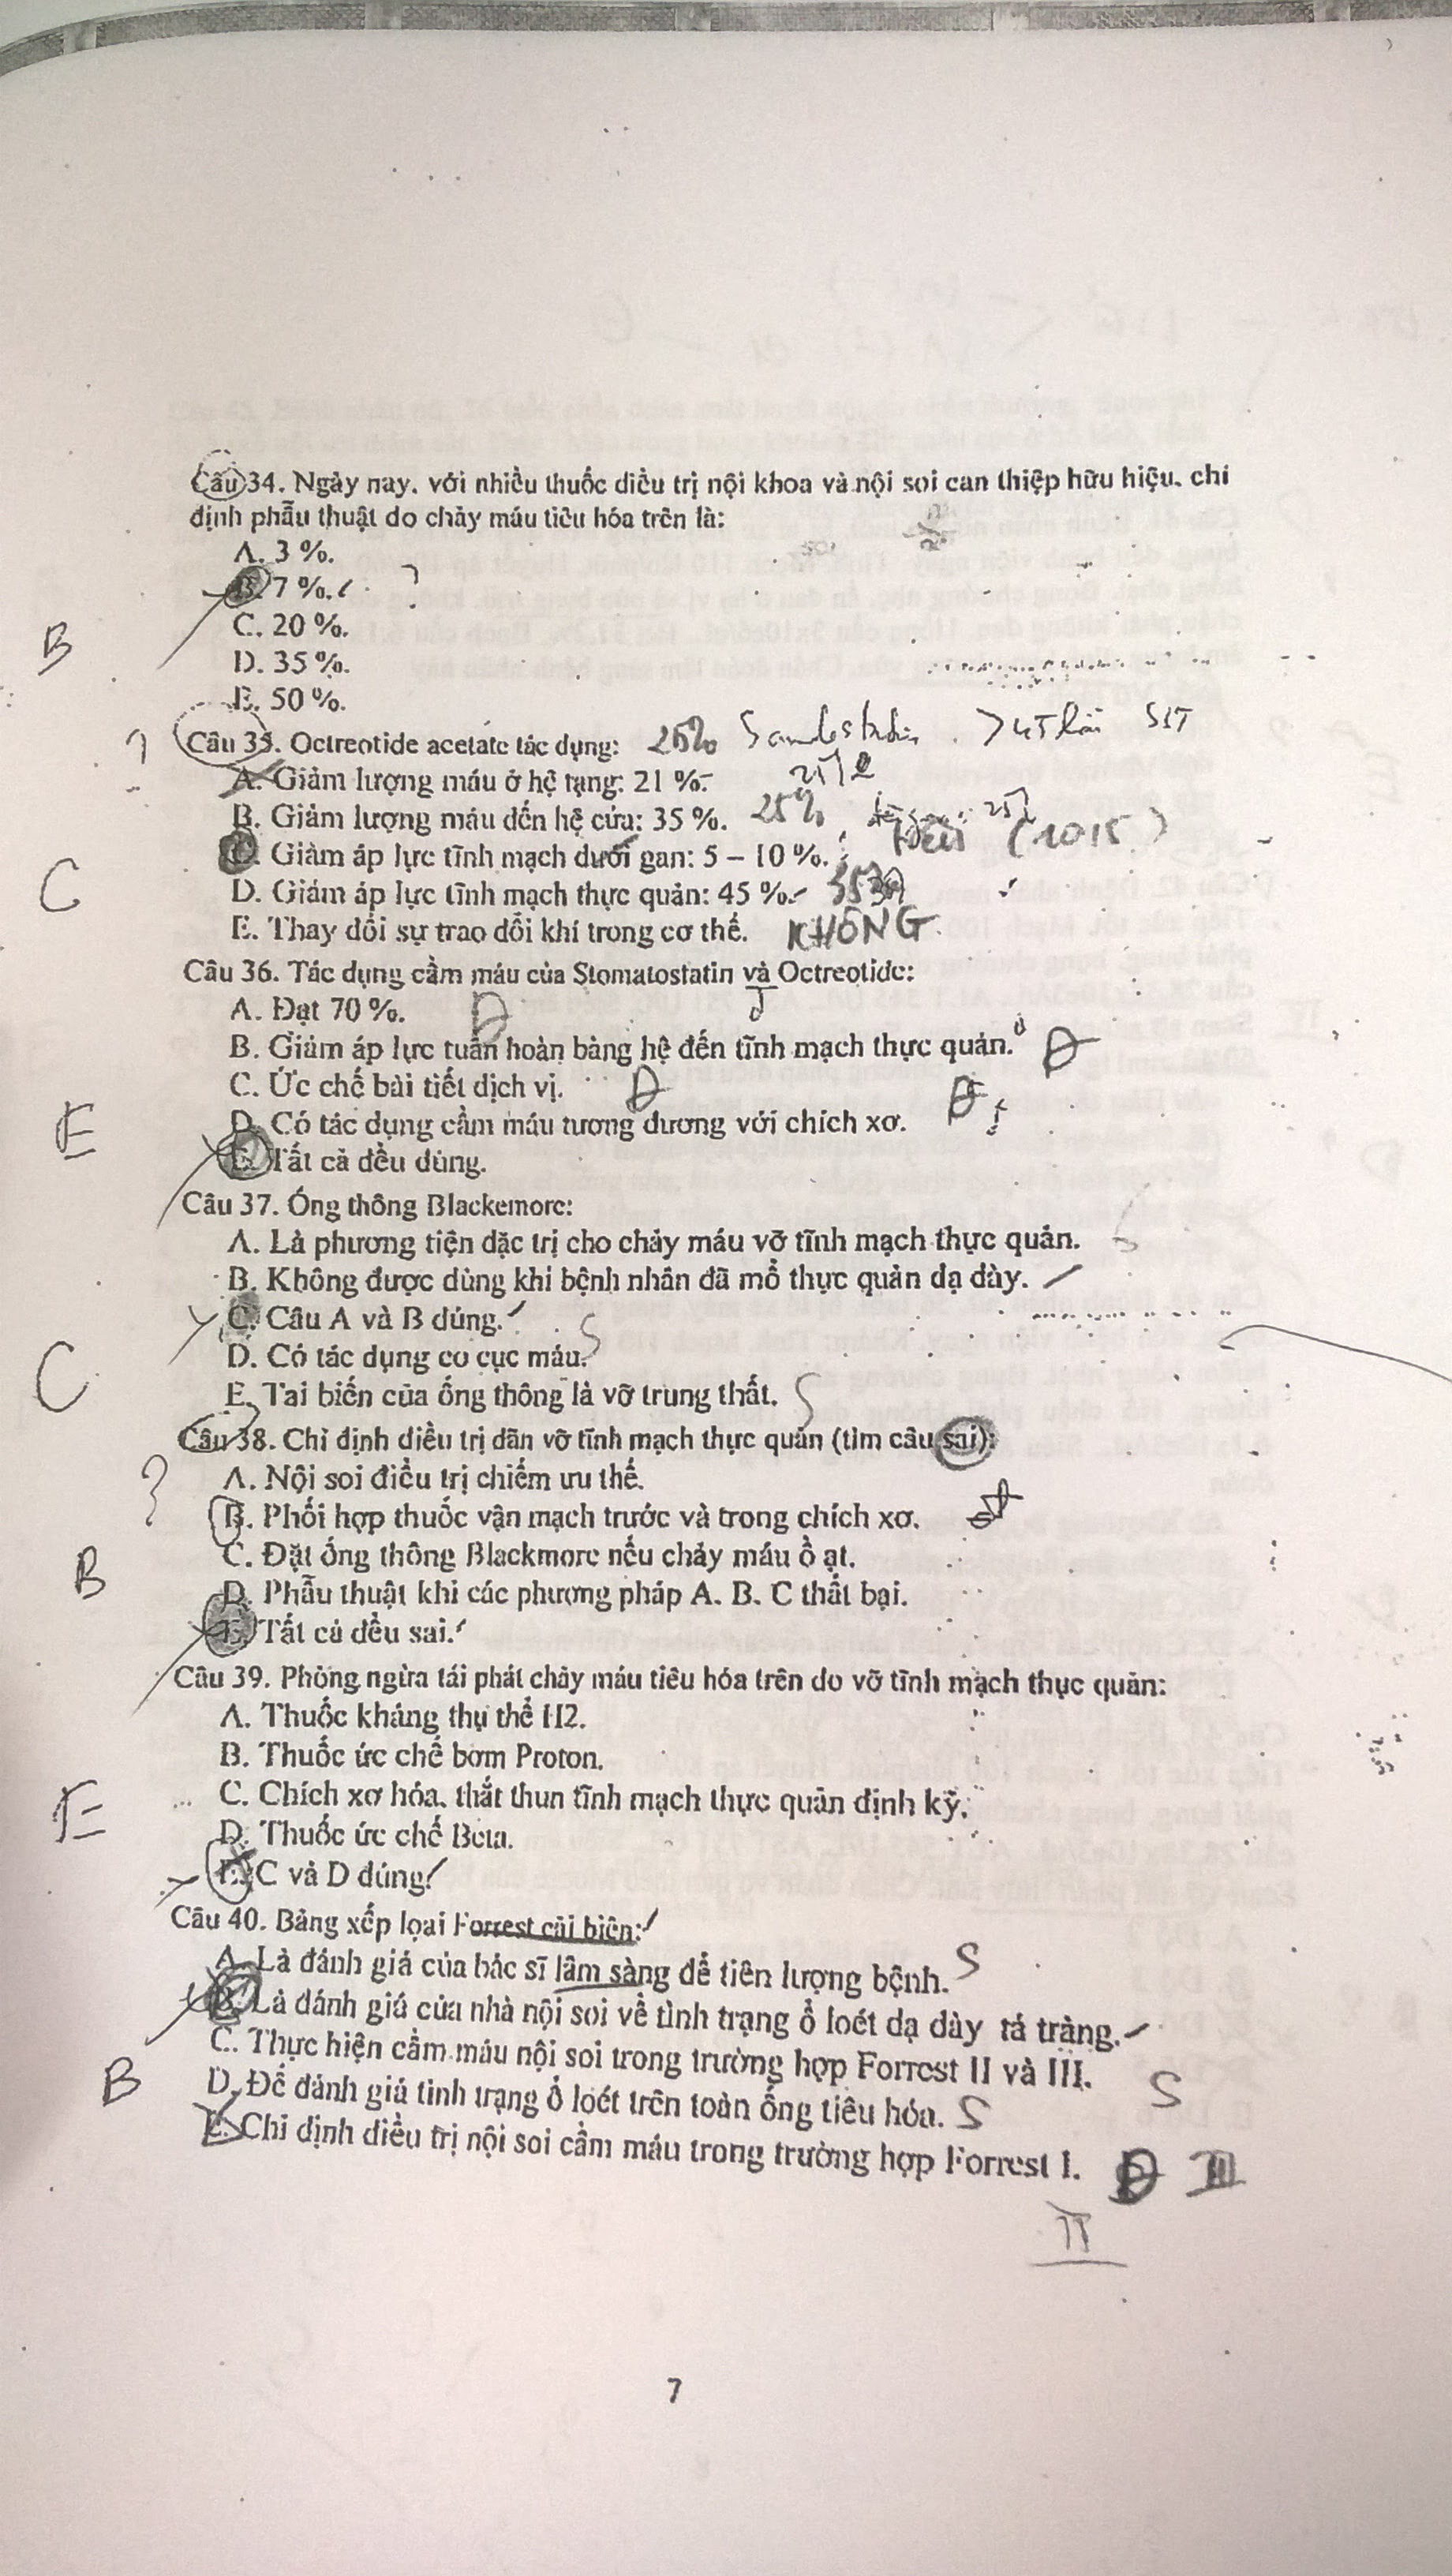 Câu 34. Ngày nay, với nhiều thuốc điều trị nội khoa và nội soi can thiệp hữu hiệu, chỉ
định phẫu thuật do chảy máu tiêu hóa trên là:
A. 3 %.
B. 7 %. ?
C. 20 %.
B
D. 35 %.
E. 50 %.
? Câu 35. Octreotide acetate tác dụng: 25%
A. Giảm lượng máu ở hệ tạng: 21 %.
B. Giảm lượng máu đến hệ cửa: 35 %. 25%
C. Giảm áp lực tĩnh mạch dưới gan: 5 – 10 %.
C
D. Giảm áp lực tĩnh mạch thực quản: 45 %.
E. Thay đổi sự trao đổi khí trong cơ thể. KHÔNG
Câu 36. Tác dụng cầm máu của Stomatostatin và Octreotide:
A. Đạt 70 %. Đ
B. Giảm áp lực tuần hoàn bàng hệ đến tĩnh mạch thực quản. Đ
C. Ức chế bài tiết dịch vị. Đ
D. Có tác dụng cầm máu tương đương với chích xơ. Đ
E
E. Tất cả đều đúng.
Câu 37. Ống thông Blackemore:
A. Là phương tiện đặc trị cho chảy máu vỡ tĩnh mạch thực quản.
B. Không được dùng khi bệnh nhân đã mổ thực quản dạ dày.
C. Câu A và B đúng.
D. Có tác dụng co cục máu. S
C
E. Tai biến của ống thông là vỡ trung thất. S
Câu 38. Chỉ định điều trị dãn vỡ tĩnh mạch thực quản (tìm câu sai):
A. Nội soi điều trị chiếm ưu thế.
?
B. Phối hợp thuốc vận mạch trước và trong chích xơ.
C. Đặt ống thông Blackmore nếu chảy máu ồ ạt.
B
D. Phẫu thuật khi các phương pháp A. B. C thất bại.
E. Tất cả đều sai.
Câu 39. Phòng ngừa tái phát chảy máu tiêu hóa trên do vỡ tĩnh mạch thực quản:
A. Thuốc kháng thụ thể H2.
B. Thuốc ức chế bơm Proton.
C. Chích xơ hóa, thắt thun tĩnh mạch thực quản định kỳ.
E
D. Thuốc ức chế Beta.
E. C và D đúng.
Câu 40. Bảng xếp loại Forrest cải biên:
A. Là đánh giá của bác sĩ lâm sàng để tiên lượng bệnh. S
B. Là đánh giá của nhà nội soi về tình trạng ổ loét dạ dày tá tràng.
C. Thực hiện cầm máu nội soi trong trường hợp Forrest II và III. S
B
D. Để đánh giá tình trạng ổ loét trên toàn ống tiêu hóa. S
E. Chỉ định điều trị nội soi cầm máu trong trường hợp Forrest I. Đ
II
7